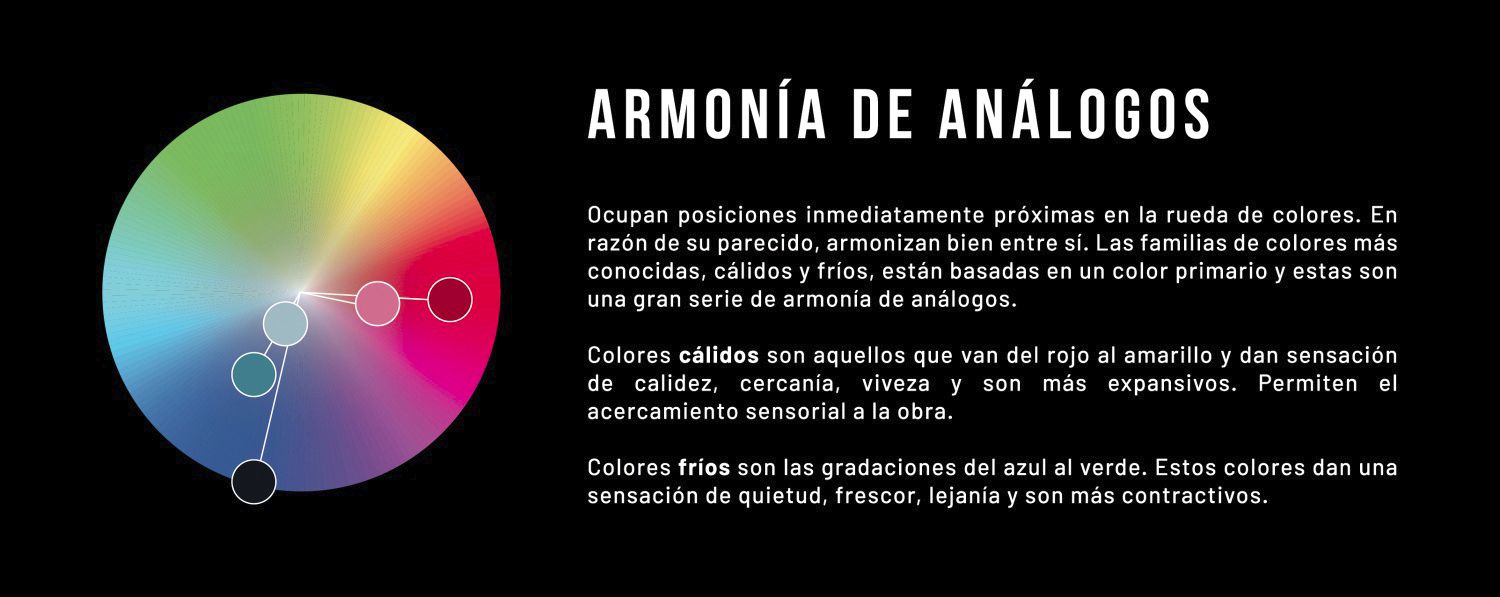 ARMONÍA DE ANÁLOGOS
Ocupan posiciones inmediatamente próximas en la rueda de colores. En
razón de su parecido, armonizan bien entre sí. Las familias de colores más
conocidas, cálidos y fríos, están basadas en un color primario y estas son
una gran serie de armonía de análogos.
Colores cálidos son aquellos que van del rojo al amarillo y dan sensación
de calidez, cercanía, viveza y son más expansivos. Permiten el
acercamiento sensorial a la obra.
Colores fríos son las gradaciones del azul al verde. Estos colores dan una
sensación de quietud, frescor, lejanía y son más contractivos.